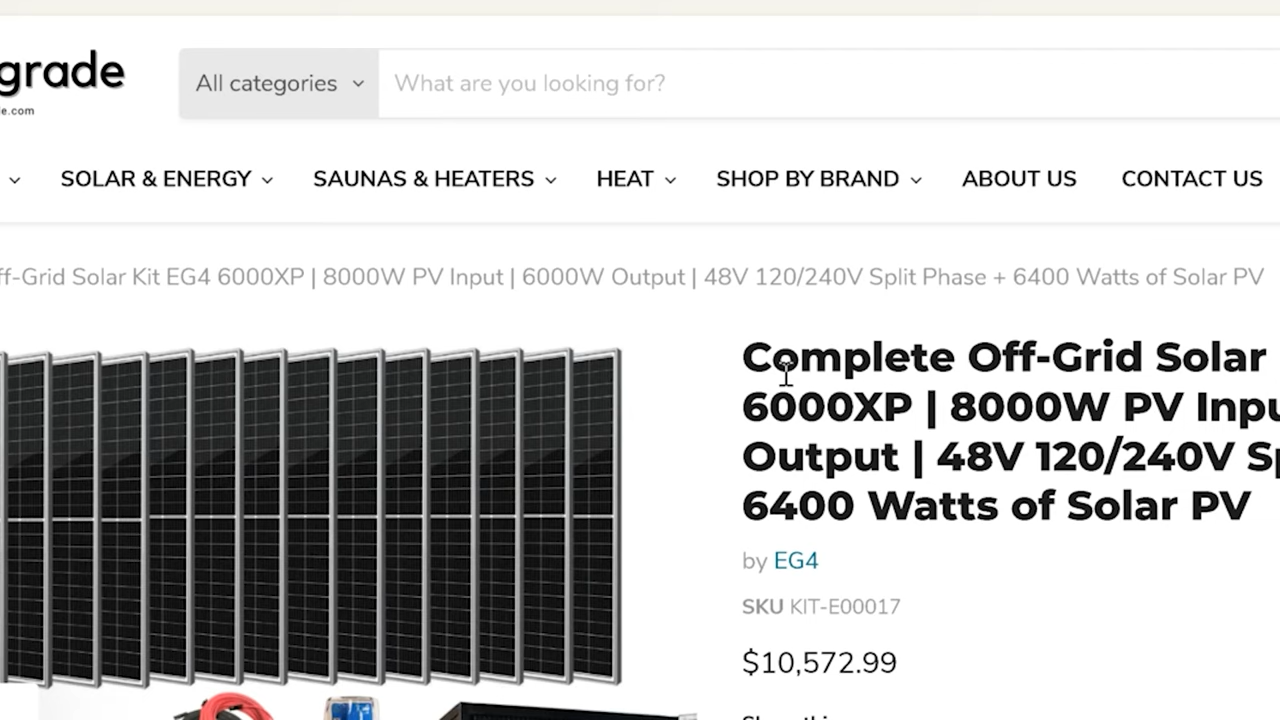 grade
le.com
All categories
What are you looking for?
SOLAR & ENERGY
SAUNAS & HEATERS
HEAT
SHOP BY BRAND
ABOUT US
CONTACT US
ff-Grid Solar Kit EG4 6000XP | 8000W PV Input | 6000W Output | 48V 120/240V Split Phase + 6400 Watts of Solar PV
Complete Off-Grid Solar
6000XP | 8000W PV Inpu
Output | 48V 120/240V Sp
6400 Watts of Solar PV
by EG4
SKU KIT-E00017
$10,572.99